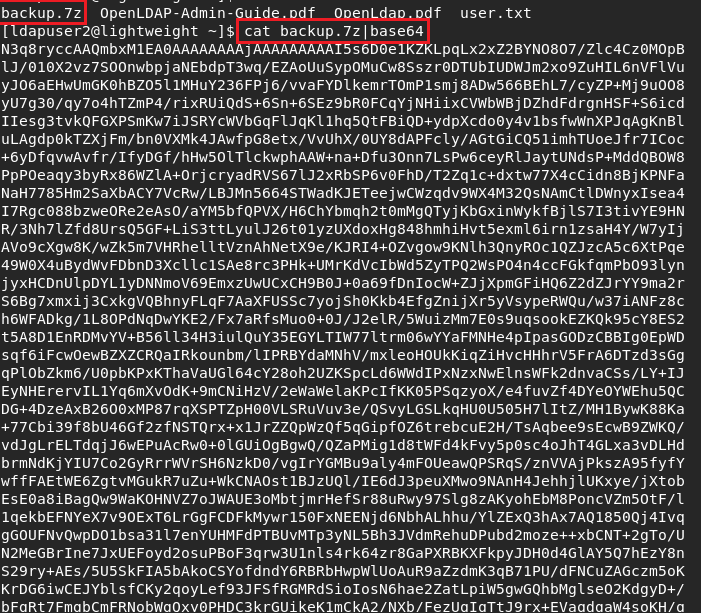 backup.7z  OpenLDAP-Admin-Guide.pdf  OpenLdap.pdf  user.txt
[ldapuser2@lightweight ~]$ cat backup.7z|base64
N3q8ryccAAQmbxM1EA0AAAAAAAAjAAAAAAAAAI5s6D0e1KZKLpqLx2xZ2BYNO8O7/Zlc4Cz0MOpB
lJ/010X2vz7SOOnwbpjaNEbdpT3wq/EZAoUuSypOMuCw8Sszr0DTUbIUDWJm2xo9ZuHIL6nVFlVu
yJO6aEHwUmGK0hBZO5l1MHuY236FPj6/vvaFYDlkemrTOmP1smj8ADw566BEhL7/cyZP+Mj9uOO8
yU7g30/qy7o4hTZmP4/rixRUiQdS+6Sn+6SEz9bR0FCqYjNHiixCVWbWBjDZhdFdrgnHSF+S6icd
IIesg3tvkQFGXPSmKw7iJSRYcWVbGqFlJqKl1hq5QtFBiQD+ydpXcdo0y4v1bsfwWnXPJqAgKnBl
uLAgdp0kTZXjFm/bn0VXMk4JAwfpG8etx/VvUhX/0UY8dAPFcly/AGtGiCQ51imhTUoeJfr7ICoc
+6yDfqvwAvfr/IfyDGf/hHw5OlTlckwphAAW+na+Dfu3Onn7LsPw6ceyRlJaytUNdsP+MddQBOW8
PpPOeaqy3byRx86WZlA+OrjcryadRVS67lJ2xRbSP6v0FhD/T2Zq1c+dxtw77X4cCidn8BjKPNFa
NaH7785Hm2SaXbACY7VcRw/LBJMn5664STWadKJETeejwCWzqdv9WX4M32QsNAmCtlDWnyxIsea4
I7Rgc088bzweORe2eAsO/aYM5bfQPVX/H6ChYbmqh2t0mMgQTyjKbGxinWykfBjlS7I3tivYE9HN
R/3Nh7lZfd8UrsQ5GF+LiS3ttLyulJ26t01yzUXdoxHg848hmhiHvt5exml6irn1zsaH4Y/W7yIj
AVo9cXgw8K/wZk5m7VHRhelltVznAhNetX9e/KJRI4+OZvgow9KNlh3QnyROc1QZJzcA5c6XtPqe
49W0X4uBydWvFDbnD3Xcllc1SAe8rc3PHk+UMrKdVcIbWd5ZyTPQ2WsPO4n4ccFGkfqmPbO93lyn
jyxHCDnUlpDYL1yDNNmoV69EmxzUwUCxCH9B0J+0a69fDnIocW+ZJjXpmGFiHQ6Z2dZJrYY9ma2r
S6Bg7xmxij3CxkgVQBhnyFLqF7AaXFUSSc7yojSh0Kkb4EfgZnijXr5yVsypeRWQu/w37iANFz8c
h6WFADkg/1L8OPdNqDwYKE2/Fx7aRfsMuo0+0J/J2elR/5WuizMm7E0s9uqsookEZKQk95cY8ES2
t5A8D1EnRDMvYV+B56ll34H3iulQuY35EGYLTIW77ltrm06wYYaFMNHe4pIpasGODzCBBIg0EpWD
sqf6iFcwOewBZXZCRQaIRkounbm/lIPRBYdaMNhV/mxleoHOUkKiqZiHvcHHhrV5FrA6DTzd3sGg
qPlObZkm6/U0pbKPxKThaVaUGl64cY28oh2UZKSpcLd6WWdIPxNzxNwElnsWFk2dnvaCSs/LY+IJ
EyNHErervIL1Yq6mXvOdK+9mCNiHzV/2eWaWelaKPcIfKK05PSqzyoX/e4fuvZf4DYeOYWEhu5QC
DG+4DzeAxB26O0xMP87rqXSPTZpH00VLSRuVuv3e/QSvyLGSLkqHU0U505H7lItZ/MH1BywK88Ka
+77Cbi39f8bU46Gf2zfNSTQrx+x1JrZZQpWzQf5qGipfOZ6trebcuE2H/TsAqbee9sEcwB9ZWKQ/
vdJgLrELTdqjJ6wEPuAcRw0+0lGUiOgBgwQ/QZaPMig1d8tWFd4kFvy5p0sc4oJhT4GLxa3vDLHd
brmNdKjYIU7Co2GyRrrWVrSH6NzkD0/vgIrYGMBu9aly4mFOUeawQPSRqS/znVVAjPkszA95fyfY
wffFAEtWE6ZgtvMGukR7uZu+WkCNAOst1BJzUQl/IE6dJ3peuXMwo9NAnH4JehhjlUKxye/jXtob
EsE0a8iBagQw9WaKOHNVZ7oJWAUE3oMbtjmrHefSr88uRwy97Slg8zAKyohEbM8PoncVZm5OtF/l
1qekbEFNYeX7v9OExT6LrGgFCDFkMywr150FxNEENjd6NbhALhhu/YlZExQ3hAx7AQ1850Qj4Ivq
gGOUFNvQwpDO1bsa31l7enYUHMFdPTBUvMTp3yNL5Bh3JVdmRehuDPubd2moze++xbCNT+2gTo/U
N2MeGBrIne7JxUEFoyd2osuPBoF3qrw3U1nls4rk64zr8GaPXRBKXFkpyJDH0d4GlAY5Q7hEzY8n
S29ry+AEs/5U5SkFIA5bAkoCSYofdndY6RBRbHwpWlUoAuR9aZzdmK3qB71PU/dFNCuZAGczm5oK
KrDG6iwCEJYblsfCKy2qoyLef93JFSfRGMRdSioIosN6hae2ZatLpiW5gwGQhbMglseO2KdgyD+/